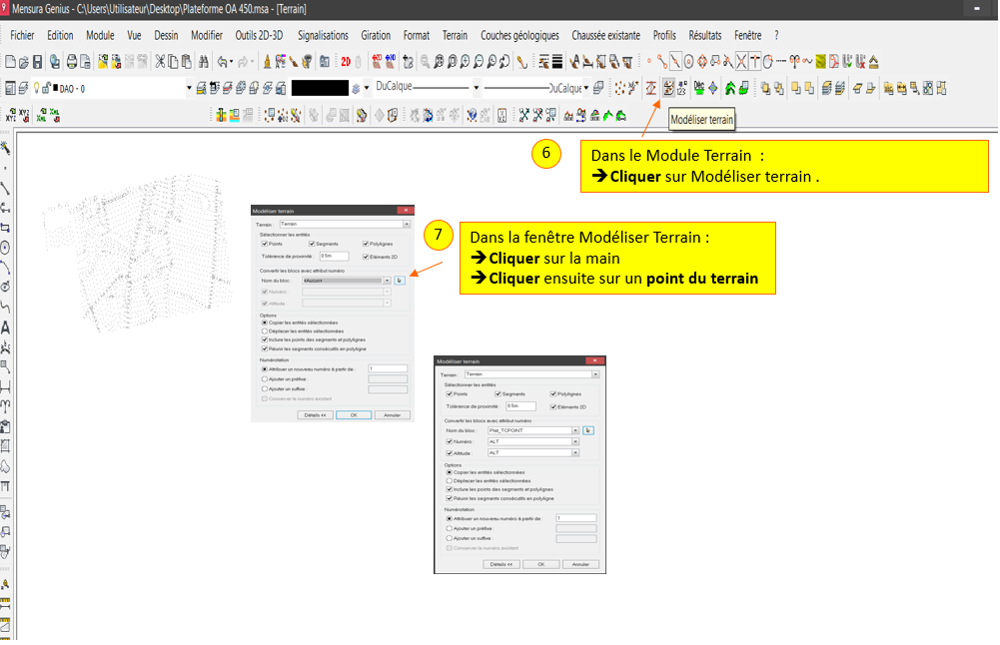 Mensura Genius - C:\Users\Utilisateur\Desktop\Plateforme OA 450.msa - [Terrain]
Fichier Edition Module Vue Dessin Modifier Outils 2D-3D Signalisations Giration Format Terrain Couches géologiques Chaussée existante Profils Résultats Fenêtre ?
2D
DAO - 0 DuCalque DuCalque
Modéliser terrain
6
Dans le Module Terrain :
➔Cliquer sur Modéliser terrain .
7
Dans la fenêtre Modéliser Terrain :
➔Cliquer sur la main
➔Cliquer ensuite sur un point du terrain
Modéliser terrain
Terrain : Terrain
Sélectionner les entités
Points Segments Polylignes
Tolérance de proximité : 0.5m Eléments 2D
Convertir les blocs avec attribut numéro
Nom du bloc : <Aucun>
Numéro :
Altitude :
Options
Copier les entités sélectionnées
Déplacer les entités sélectionnées
Inclure les points des segments et polylignes
Réunir les segments consécutifs en polyligne
Numérotation
Attribuer un nouveau numéro à partir de : 1
Ajouter un préfixe :
Ajouter un suffixe :
Conserver le numéro existant
Détails << OK Annuler
Modéliser terrain
Terrain : Terrain
Sélectionner les entités
Points Segments Polylignes
Tolérance de proximité : 0.5m Eléments 2D
Convertir les blocs avec attribut numéro
Nom du bloc : Piet_TOPOINT
Numéro : ALT
Altitude : ALT
Options
Copier les entités sélectionnées
Déplacer les entités sélectionnées
Inclure les points des segments et polylignes
Réunir les segments consécutifs en polyligne
Numérotation
Attribuer un nouveau numéro à partir de : 1
Ajouter un préfixe :
Ajouter un suffixe :
Conserver le numéro existant
Détails << OK Annuler